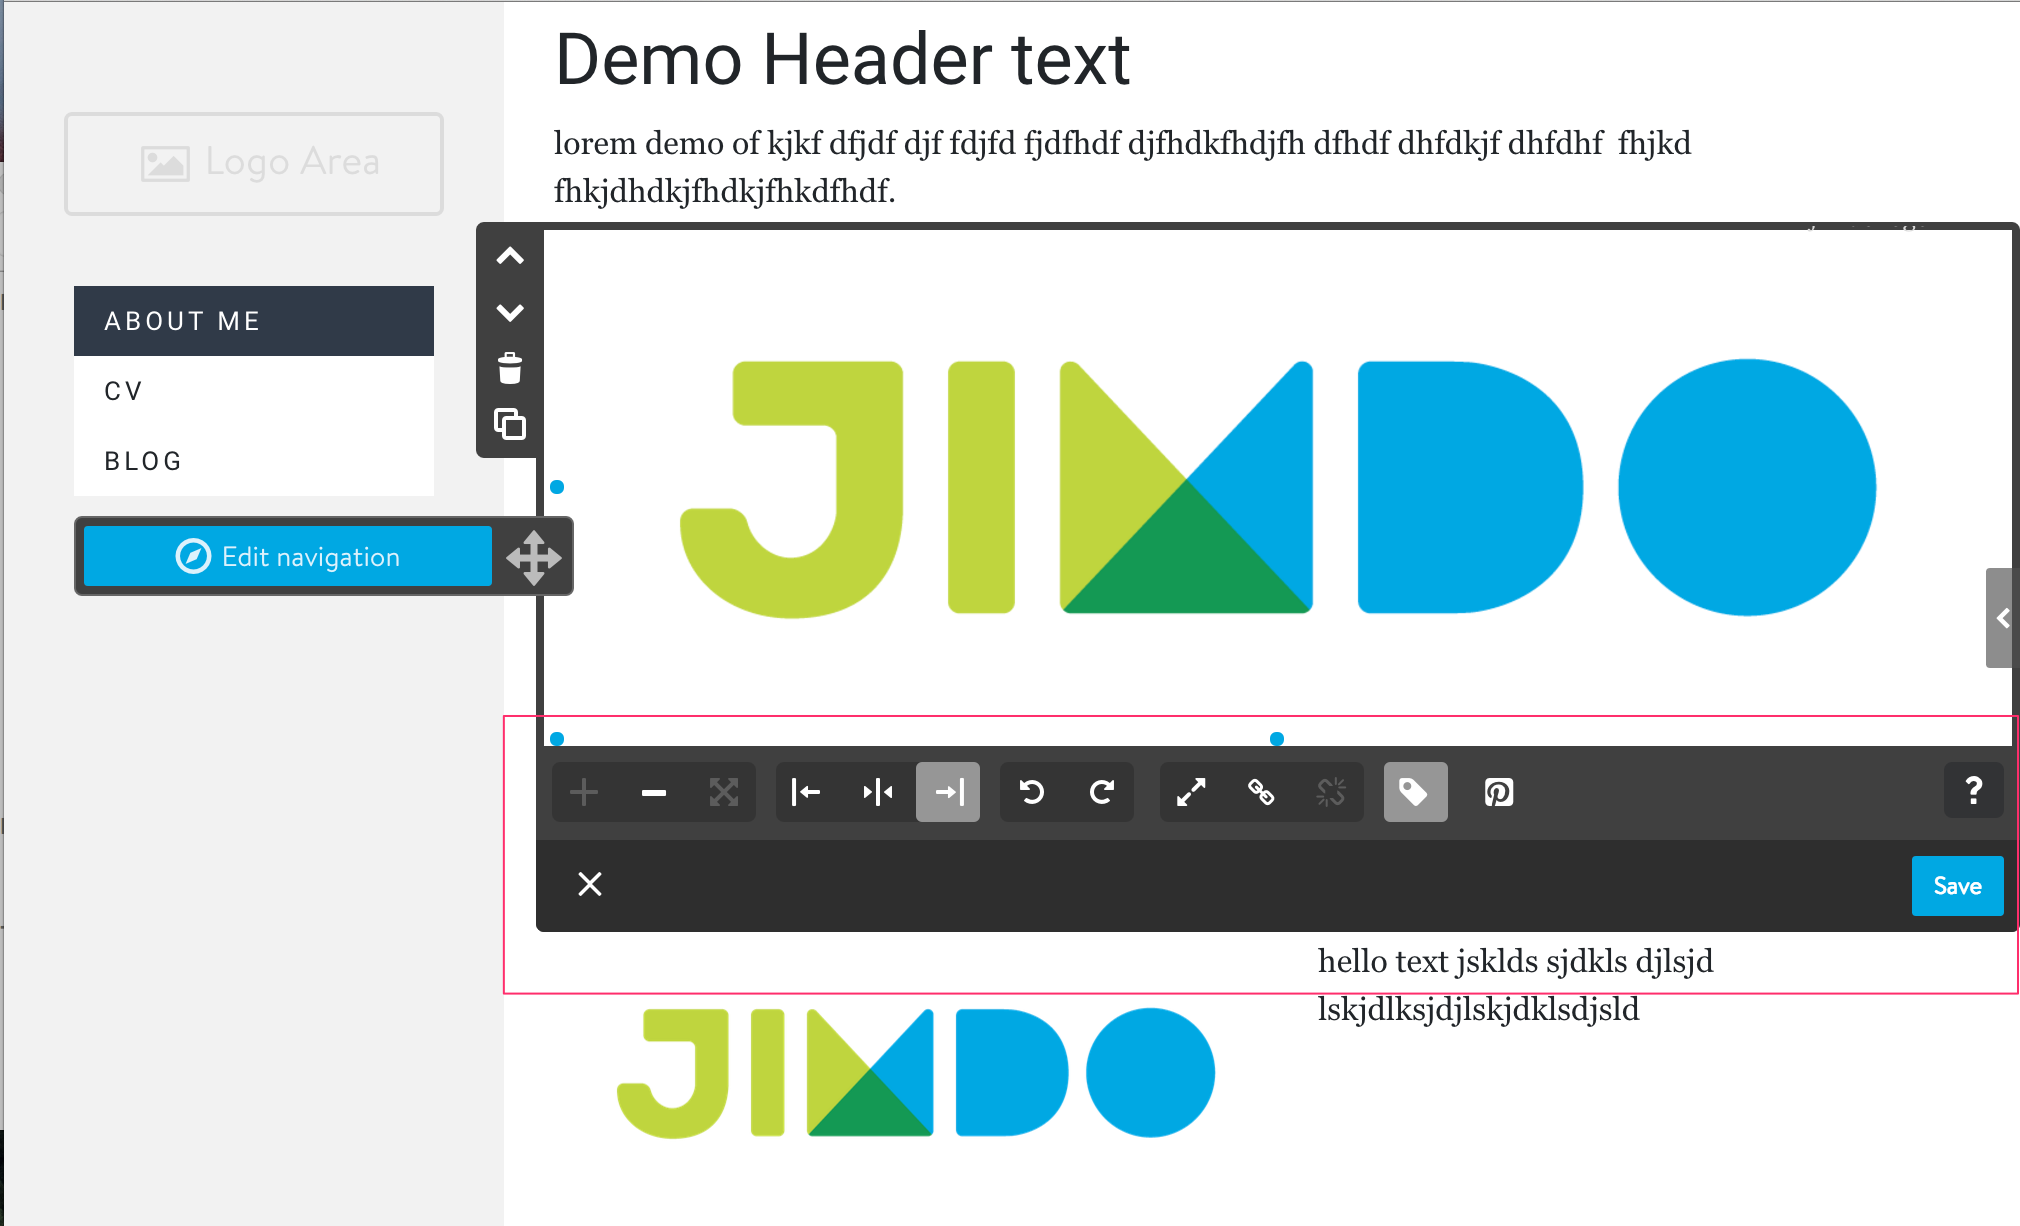 Demo Header text
lorem demo of kjkf dfjdf djf fdjfd fjdfhdf djfhdkfhdjfh dfhdf dhfdkjf dhfdhf  fhjkd
fhkjdhdkjfhdkjfhkdfhdf.
Logo Area
ABOUT ME
CV
BLOG
Edit navigation
JIMDO
?
Save
hello text jsklds sjdkls djlsjd
lskjdlksjdjlskjdklsdjsld
JIMDO